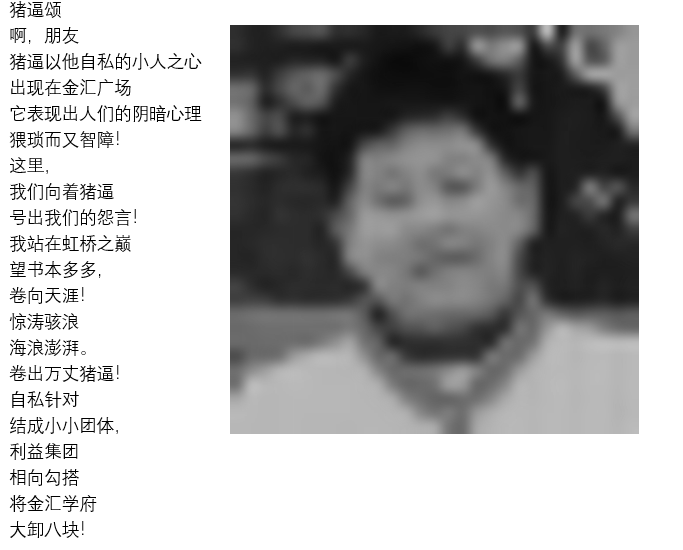 猪逼颂
啊，朋友
猪逼以他自私的小人之心
出现在金汇广场
它表现出人们的阴暗心理
猥琐而又智障！
这里，
我们向着猪逼
号出我们的怨言！
我站在虹桥之巅
望书本多多，
卷向天涯！
惊涛骇浪
海浪澎湃。
卷出万丈猪逼！
自私针对
结成小小团体，
利益集团
相向勾搭
将金汇学府
大卸八块！